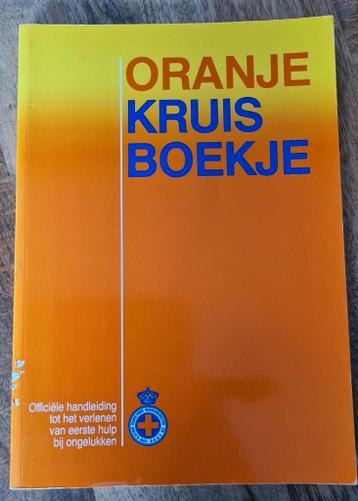 ORANJE
KRUIS
BOEKJE
Officiële handleiding
tot het verlenen
van eerste hulp
bij ongelukken